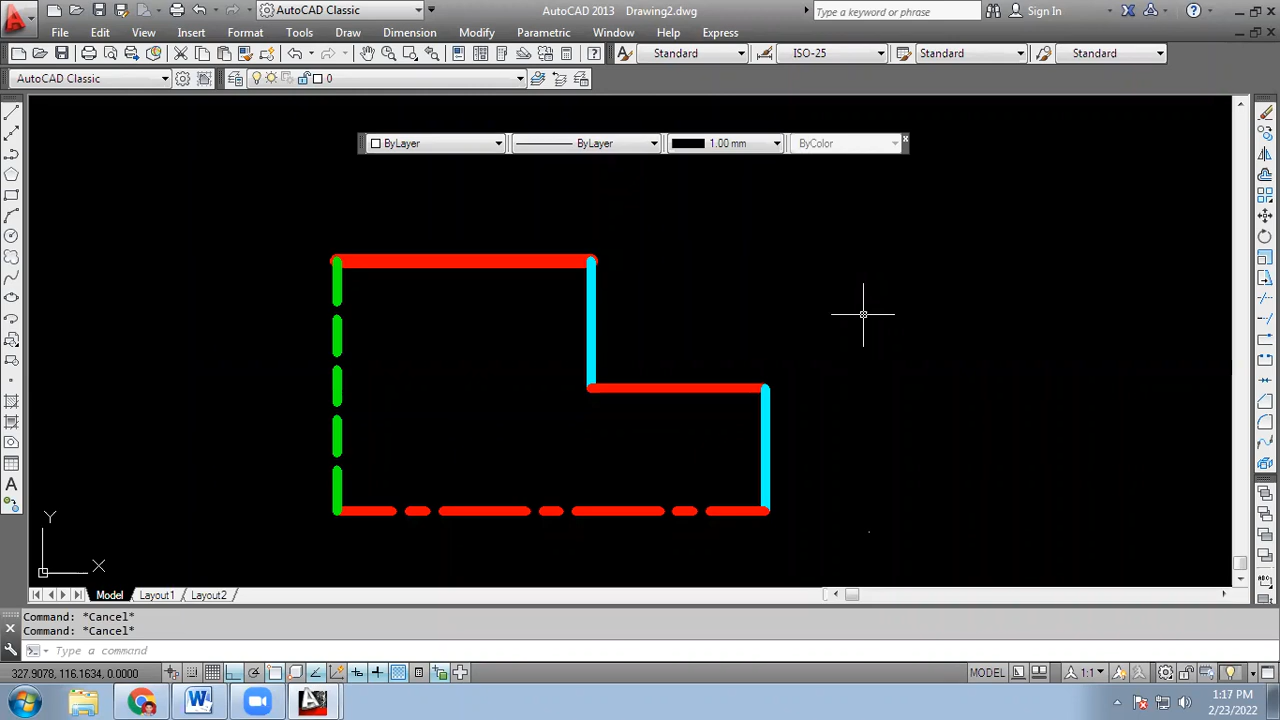 AutoCAD Classic
AutoCAD 2013 Drawing2.dwg
Type a keyword or phrase
Sign In
File Edit View Insert Format Tools Draw Dimension Modify Parametric Window Help Express
Standard ISO-25 Standard Standard
AutoCAD Classic 0
ByLayer ByLayer 1.00 mm ByColor
Y
X
Model Layout1 Layout2
Command: *Cancel*
Command: *Cancel*
Type a command
327.9078, 116.1634, 0.0000
MODEL 1:1
1:17 PM
2/23/2022